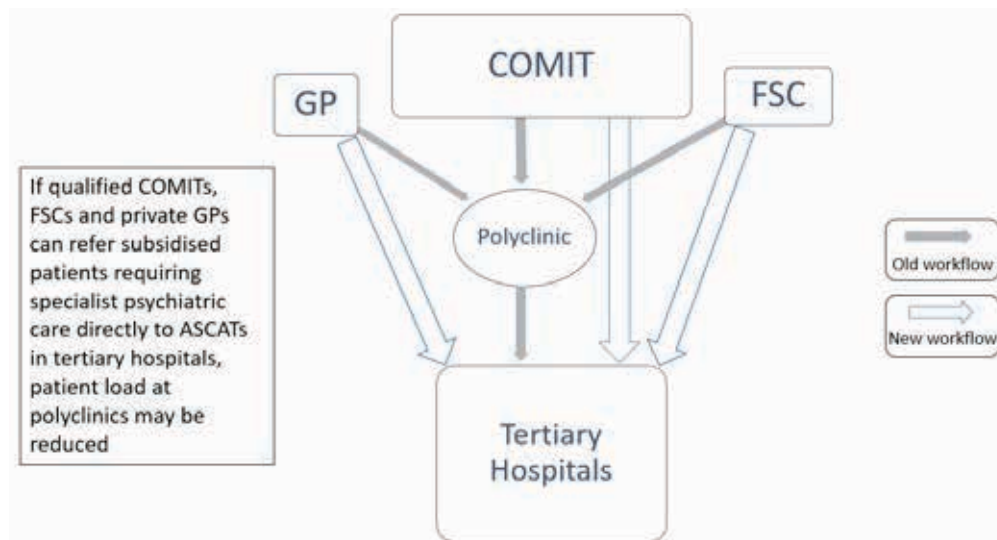 COMIT
GP
FSC
If qualified COMITs,
FSCs and private GPs
can refer subsidised
patients requiring
specialist psychiatric
care directly to ASCATs
in tertiary hospitals,
patient load at
polyclinics may be
reduced
Polyclinic
Old workflow
New workflow
Tertiary
Hospitals